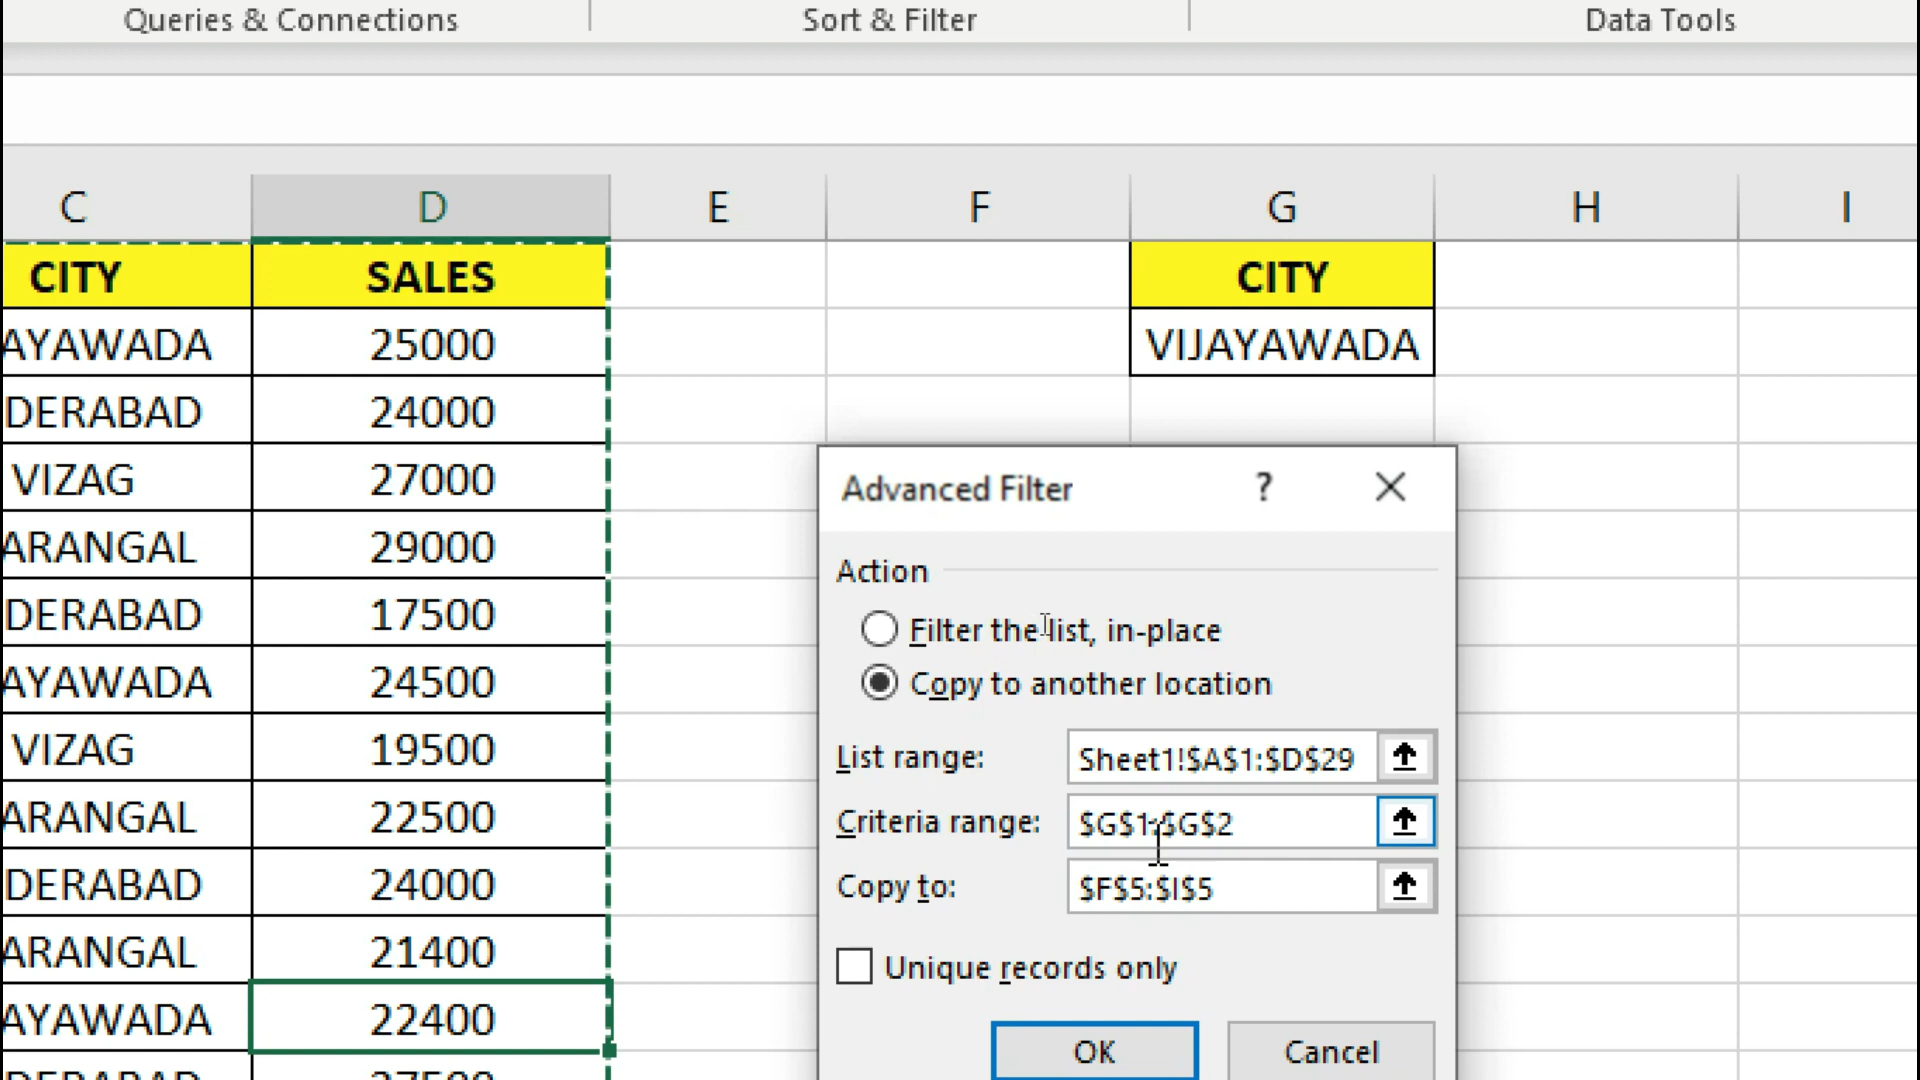 Queries & Connections Sort & Filter Data Tools
C D E F G H I
CITY SALES CITY
AYAWADA 25000 VIJAYAWADA
DERABAD 24000
VIZAG 27000
ARANGAL 29000
DERABAD 17500
AYAWADA 24500
VIZAG 19500
ARANGAL 22500
DERABAD 24000
ARANGAL 21400
AYAWADA 22400
Advanced Filter ? X
Action
Filter the list, in-place
Copy to another location
List range: Sheet1!$A$1:$D$29
Criteria range: $G$1:$G$2
Copy to: $F$5:$I$5
Unique records only
OK Cancel